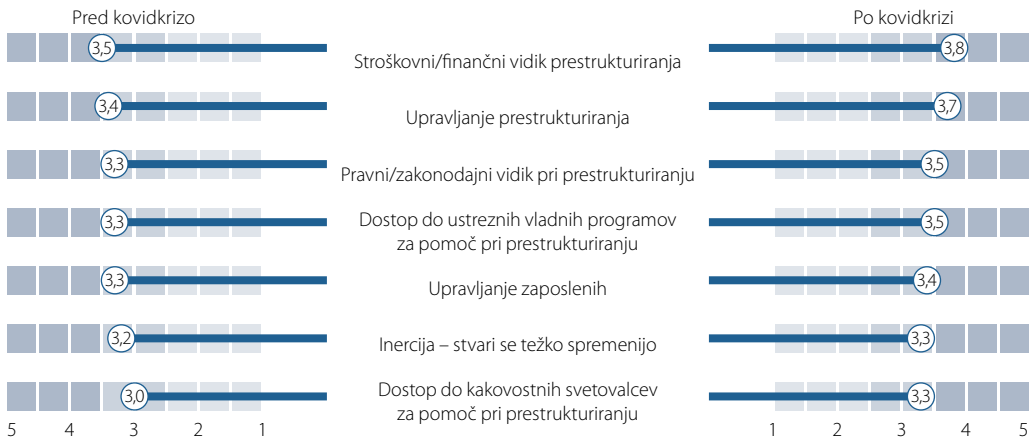 Pred kovidkrizo
Po kovidkrizi
3,5
Stroškovni/finančni vidik prestrukturiranja
3,8
3,4
Upravljanje prestrukturiranja
3,7
3,3
Pravni/zakonodajni vidik pri prestrukturiranju
3,5
3,3
Dostop do ustreznih vladnih programov
za pomoč pri prestrukturiranju
3,5
3,3
Upravljanje zaposlenih
3,4
3,2
Inercija – stvari se težko spremenijo
3,3
3,0
Dostop do kakovostnih svetovalcev
za pomoč pri prestrukturiranju
3,3
5 4 3 2 1
1 2 3 4 5